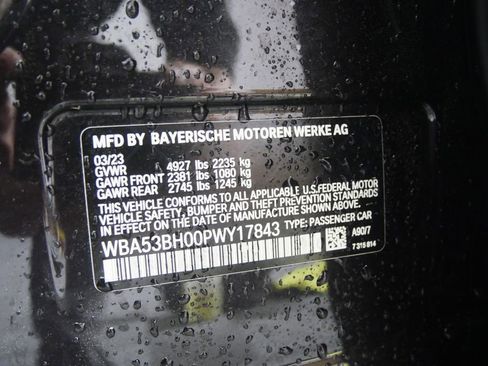 MFD BY BAYERISCHE MOTOREN WERKE AG
03/23
GVWR 4927 lbs 2235 kg
GAWR FRONT 2381 lbs 1080 kg
GAWR REAR 2745 lbs 1245 kg
THIS VEHICLE CONFORMS TO ALL APPLICABLE U.S.FEDERAL MOTOR
VEHICLE SAFETY, BUMPER AND THEFT PREVENTION STANDARDS
IN EFFECT ON THE DATE OF MANUFACTURE SHOWN ABOVE.
WBA53BH00PWY17843 TYPE: PASSENGER CAR
A90/7
7 315 814